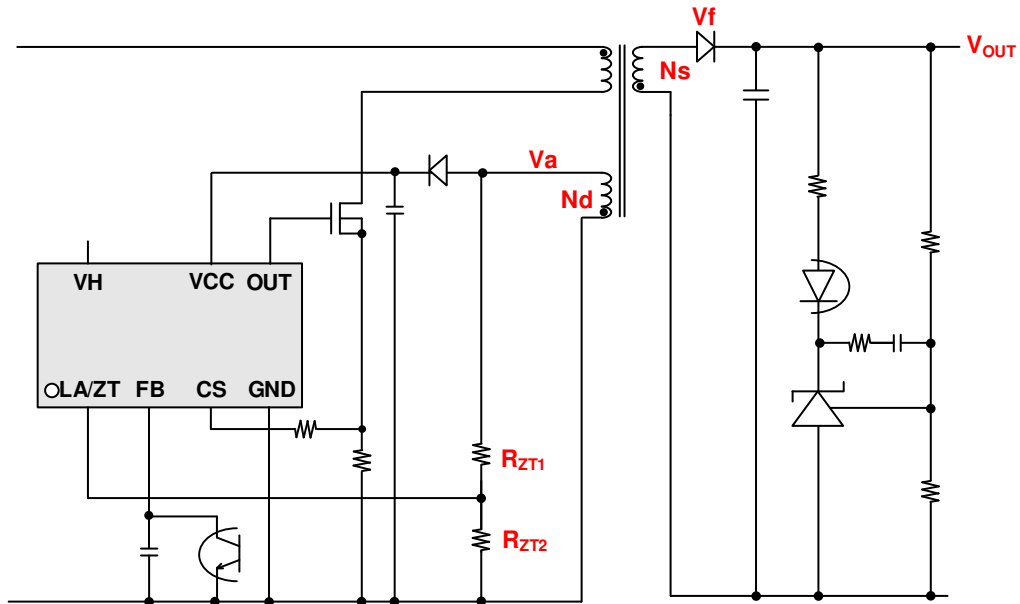 Vf
Ns
VOUT
Va
Nd
VH VCC OUT
LA/ZT FB CS GND
RZT1
RZT2